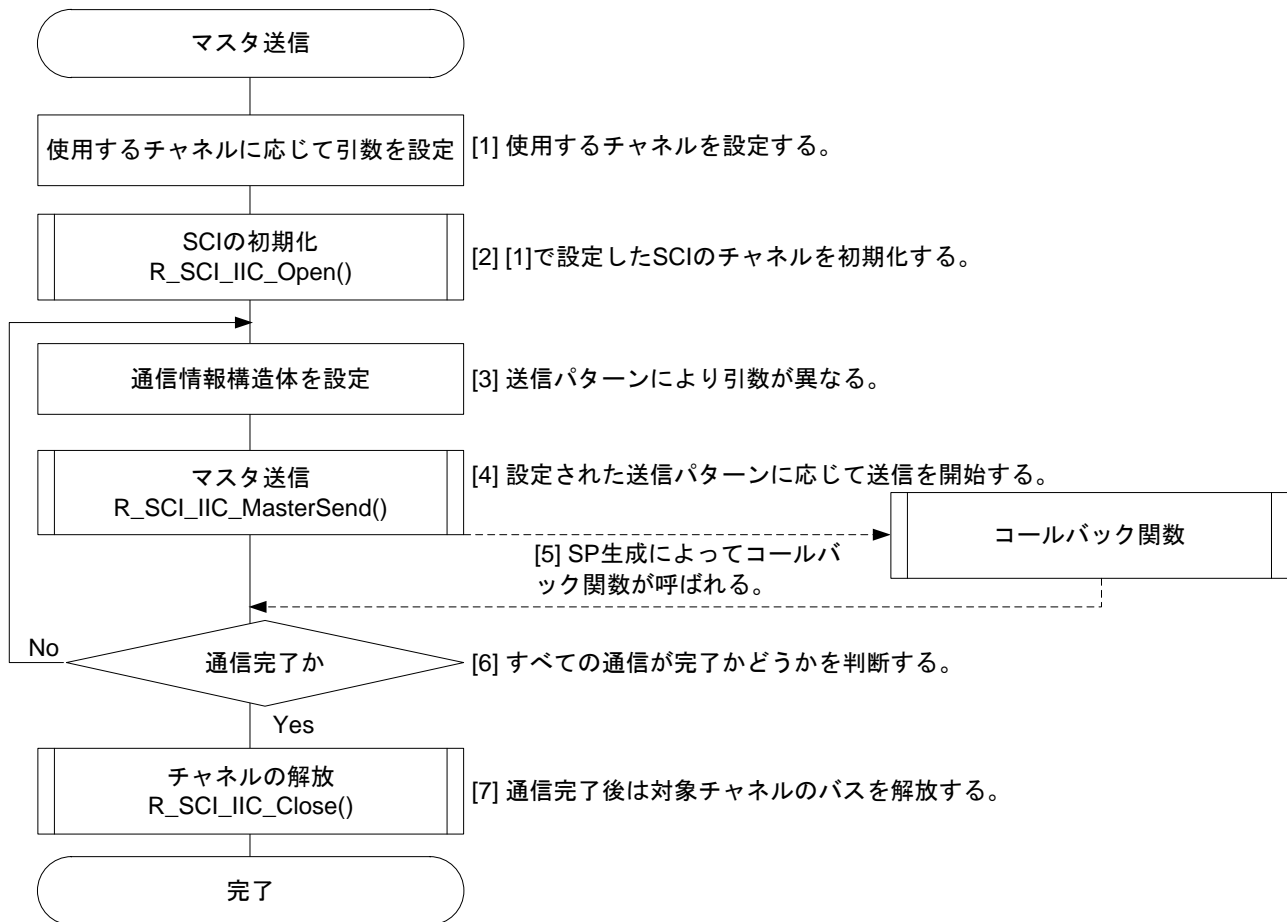 マスタ送信
使用するチャネルに応じて引数を設定
[1] 使用するチャネルを設定する。
SCIの初期化
R_SCI_IIC_Open()
[2] [1]で設定したSCIのチャネルを初期化する。
通信情報構造体を設定
[3] 送信パターンにより引数が異なる。
マスタ送信
R_SCI_IIC_MasterSend()
[4] 設定された送信パターンに応じて送信を開始する。
コールバック関数
[5] SP生成によってコールバ
ック関数が呼ばれる。
No
通信完了か
[6] すべての通信が完了かどうかを判断する。
Yes
チャネルの解放
R_SCI_IIC_Close()
[7] 通信完了後は対象チャネルのバスを解放する。
完了